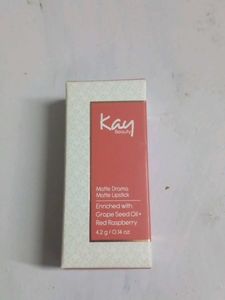 Kay
Beauty
Matte Drama
Matte Lipstick
Enriched with
Grape Seed Oil+
Red Raspberry
4.2 g / 0.14 oz